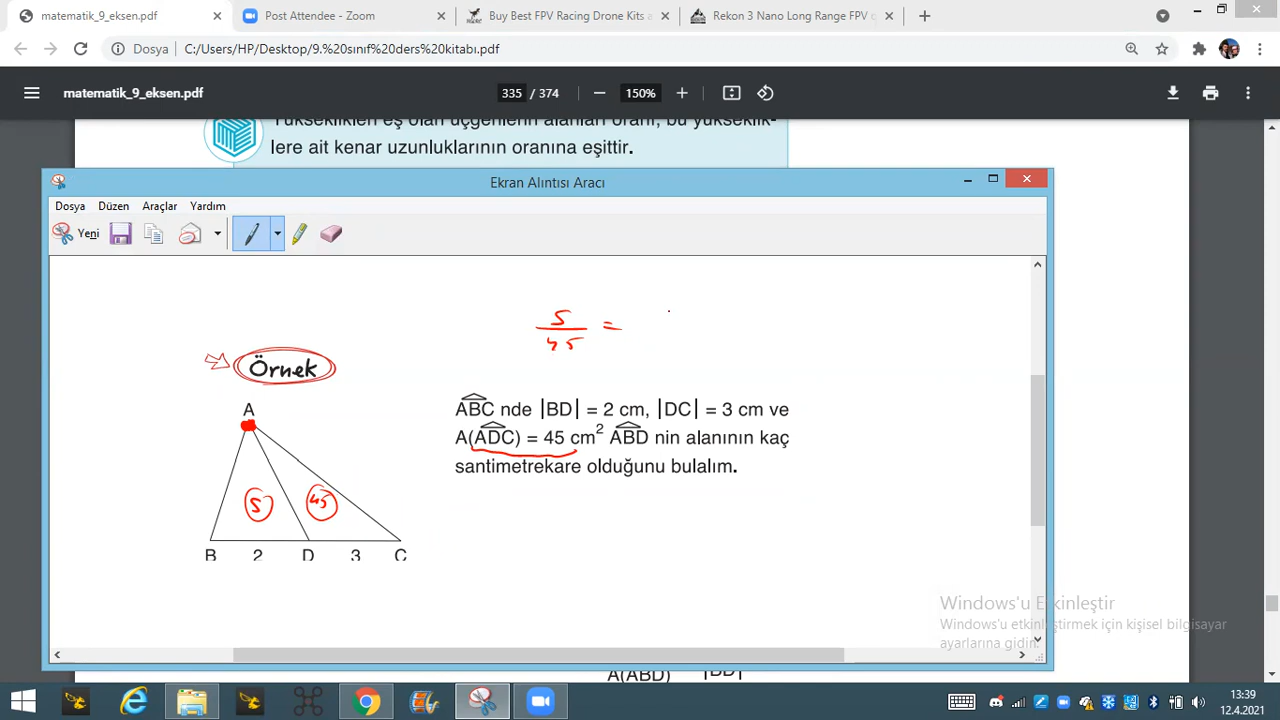 matematik_9_eksen.pdf
Post Attendee - Zoom
Buy Best FPV Racing Drone Kits a
Rekon 3 Nano Long Range FPV
Dosya C:/Users/HP/Desktop/9.%20sınıf%20ders%20kitabı.pdf
matematik_9_eksen.pdf 335 / 374 150%
Yükseklikleri eş olan üçgenlerin alanları oranı, bu yükseklik-
lere ait kenar uzunluklarının oranına eşittir.
Ekran Alıntısı Aracı
Dosya Düzen Araçlar Yardım
Yeni
S
45 =
Örnek
A
ABC nde |BD| = 2 cm, |DC| = 3 cm ve
A(ADC) = 45 cm² ABD nin alanının kaç
santimetrekare olduğunu bulalım.
S 45
B 2 D 3 C
Windows'u Etkinleştir
Windows'u etkinleştirmek için kişisel bilgisayar
ayarlarına gidin.
A(ABD) |BD|
13:39
12.4.2021